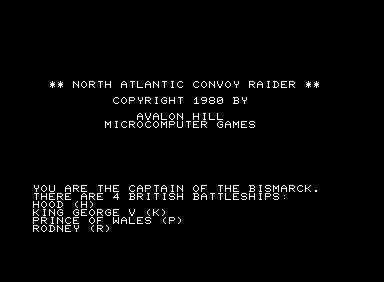 ** NORTH ATLANTIC CONVOY RAIDER **
COPYRIGHT 1980 BY
AVALON HILL
MICROCOMPUTER GAMES
YOU ARE THE CAPTAIN OF THE BISMARCK.
THERE ARE 4 BRITISH BATTLESHIPS:
HOOD (H)
KING GEORGE V (K)
PRINCE OF WALES (P)
RODNEY (R)